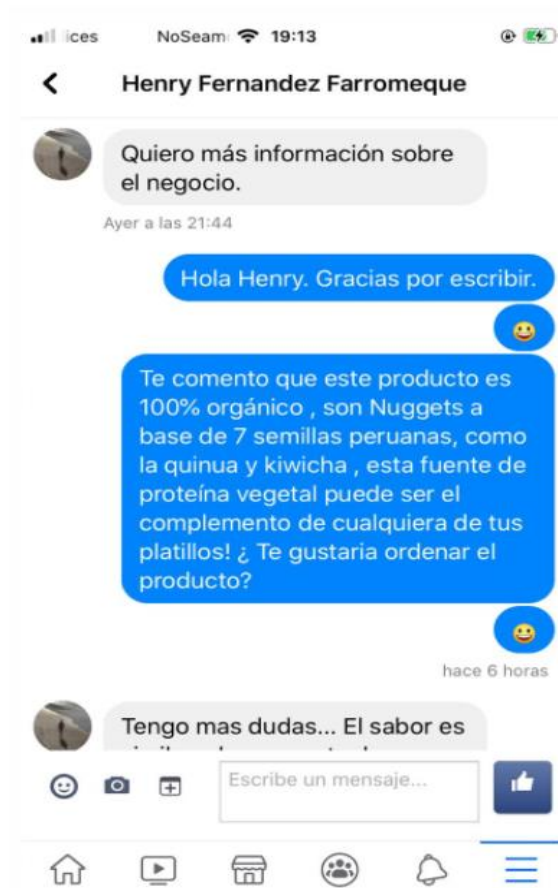 ices NoSeam 19:13
Henry Fernandez Farromeque
Quiero más información sobre
el negocio.
Ayer a las 21:44
Hola Henry. Gracias por escribir.
Te comento que este producto es
100% orgánico , son Nuggets a
base de 7 semillas peruanas, como
la quinua y kiwicha , esta fuente de
proteína vegetal puede ser el
complemento de cualquiera de tus
platillos! ¿ Te gustaria ordenar el
producto?
hace 6 horas
Tengo mas dudas... El sabor es
Escribe un mensaje...